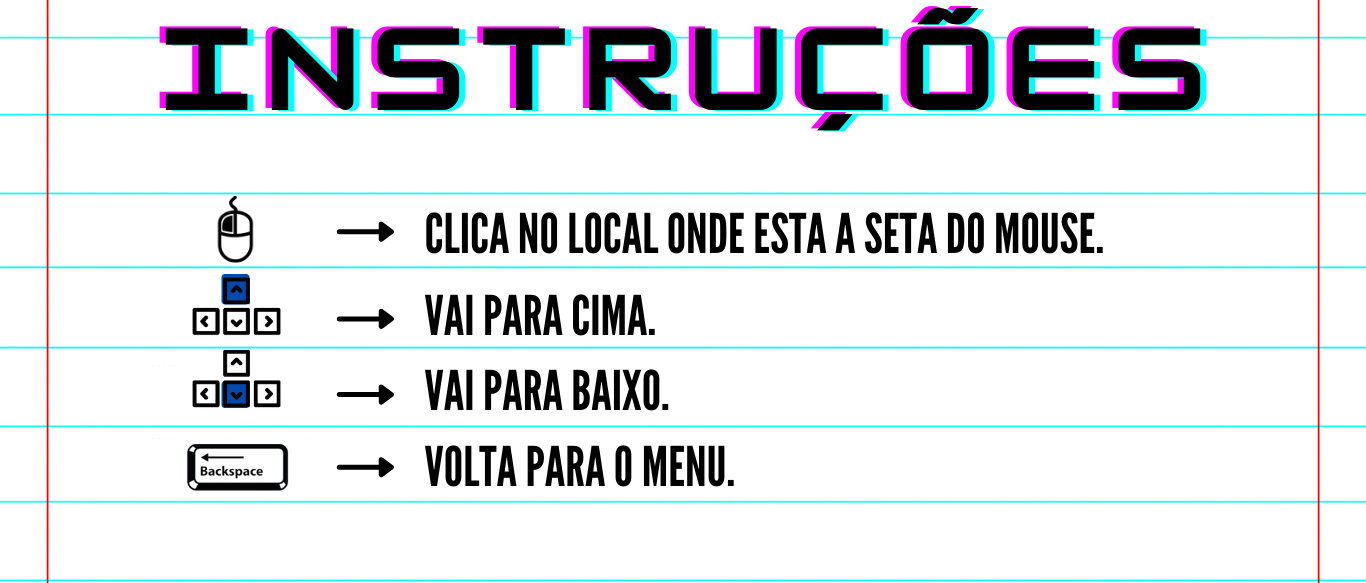 INSTRUÇÕES
CLICA NO LOCAL ONDE ESTA A SETA DO MOUSE.
VAI PARA CIMA.
VAI PARA BAIXO.
Backspace
VOLTA PARA O MENU.